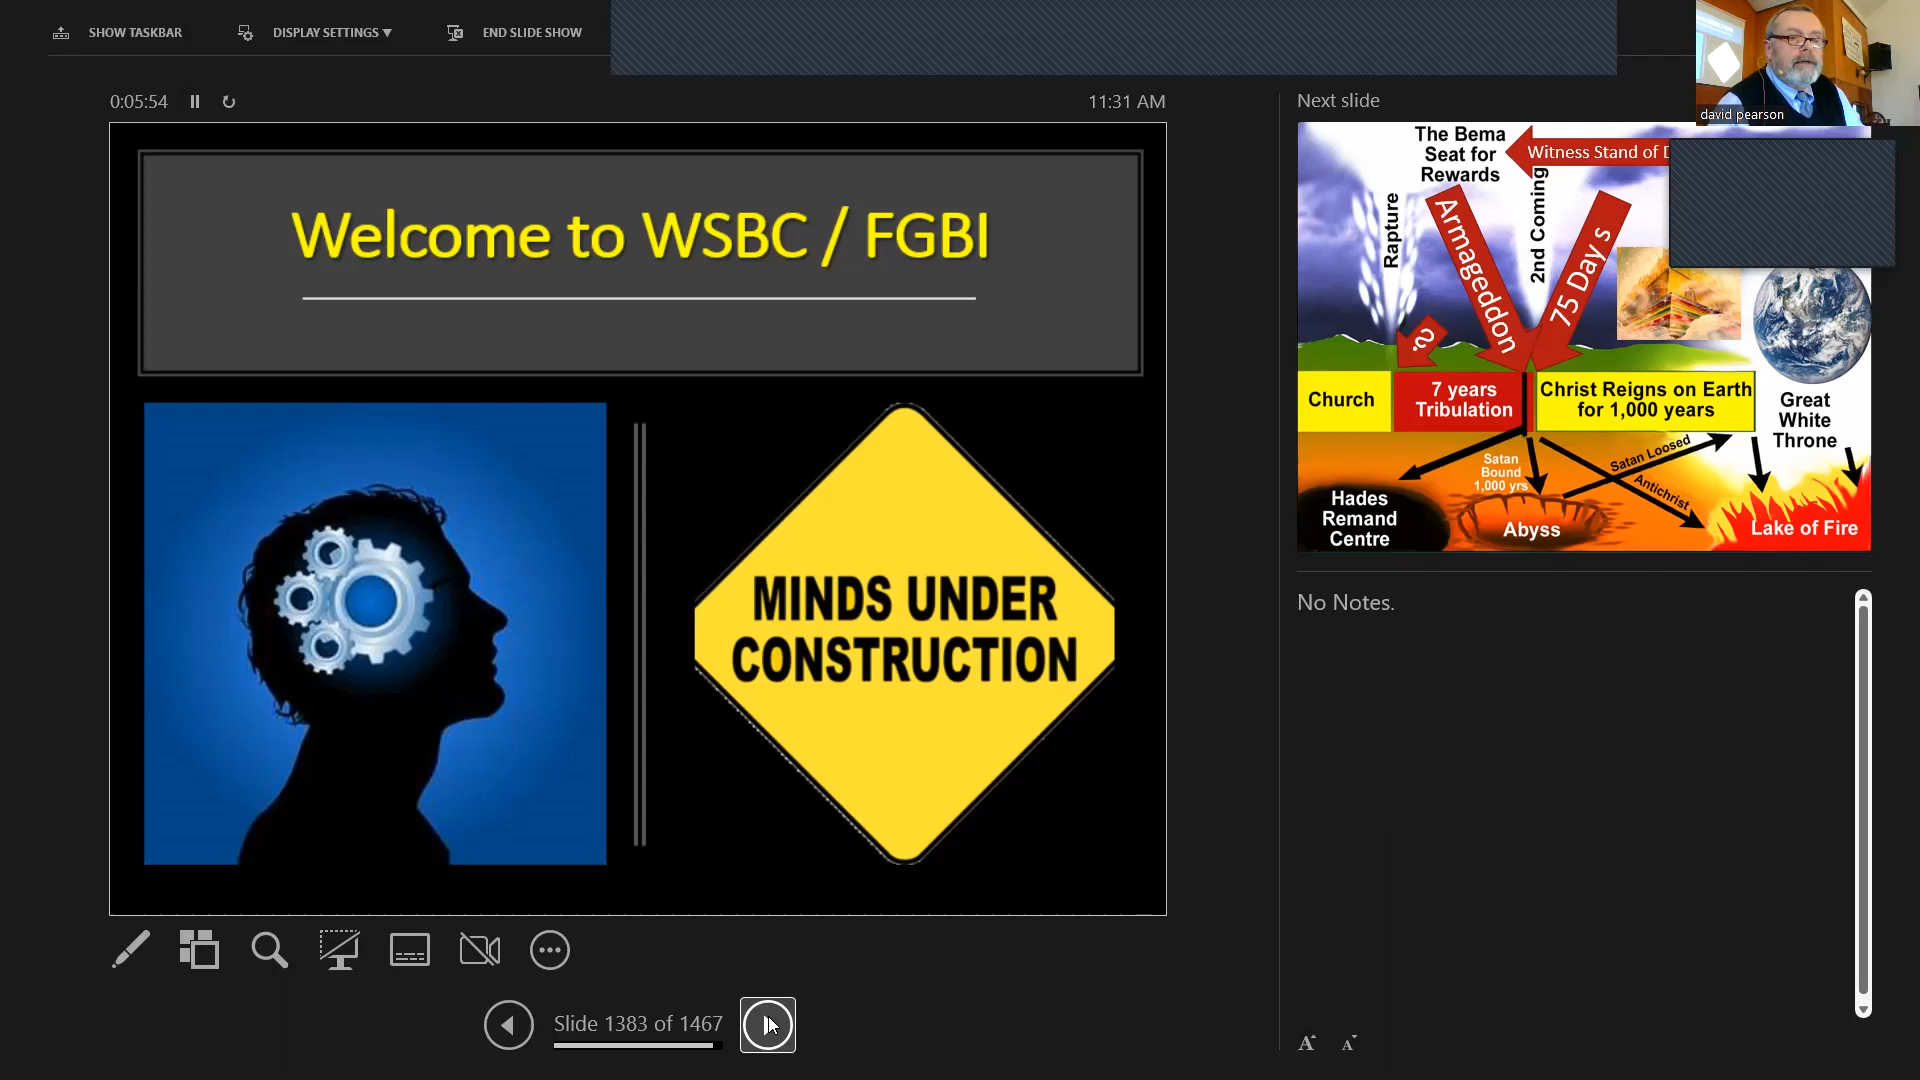 SHOW TASKBAR
DISPLAY SETTINGS ▼
END SLIDE SHOW
david pearson
0:05:54
11:31 AM
Next slide
Welcome to WSBC / FGBI
MINDS UNDER
CONSTRUCTION
The Bema
Seat for
Rewards
Witness Stand of
Rapture
Armageddon
2nd Coming
75 Day s
?
Church
7 years
Tribulation
Christ Reigns on Earth
for 1,000 years
Great
White
Throne
Satan
Bound
1,000 yrs
Satan Loosed
Antichrist
Hades
Remand
Centre
Abyss
Lake of Fire
No Notes.
Slide 1383 of 1467
A
A